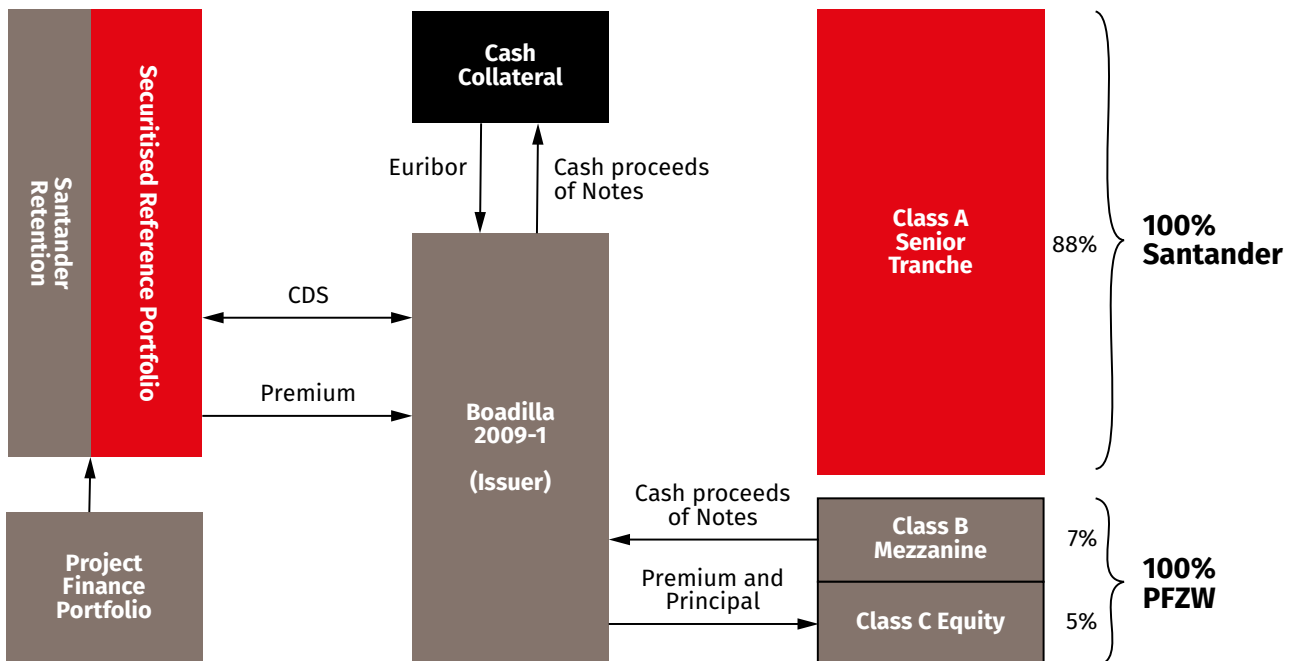 Santander
Retention
Securitised Reference Portfolio
Project
Finance
Portfolio
Cash
Collateral
Euribor
Cash proceeds
of Notes
CDS
Premium
Boadilla
2009-1
(Issuer)
Cash proceeds
of Notes
Premium and
Principal
Class A
Senior
Tranche
88%
100%
Santander
Class B
Mezzanine
7%
Class C Equity
5%
100%
PFZW